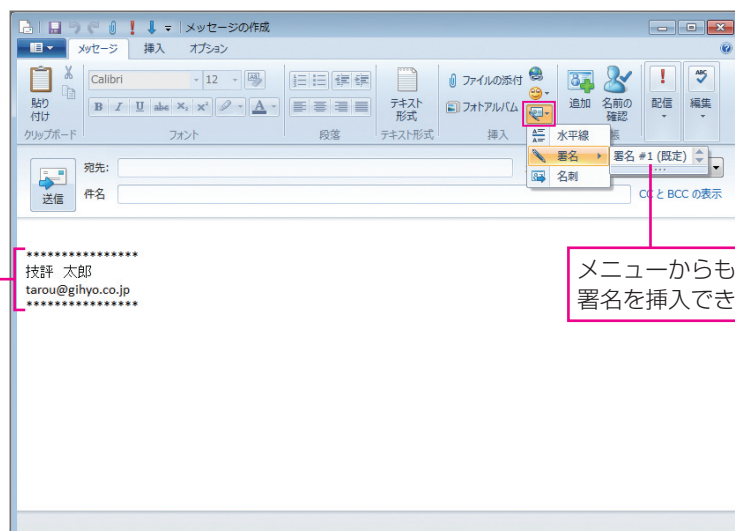 メッセージの作成
メッセージ 挿入 オプション
貼り付け
クリップボード
Calibri 12
B I U abc X₂ X² A
フォント
段落
テキスト形式
テキスト形式
ファイルの添付
フォトアルバム
挿入
追加
名前の確認
帳
配信
ABC
編集
水平線
署名
名刺
署名 #1 (既定)
送信
宛先:
件名
CC と BCC の表示
****************
技評 太郎
tarou@gihyo.co.jp
****************
メニューからも
署名を挿入でき